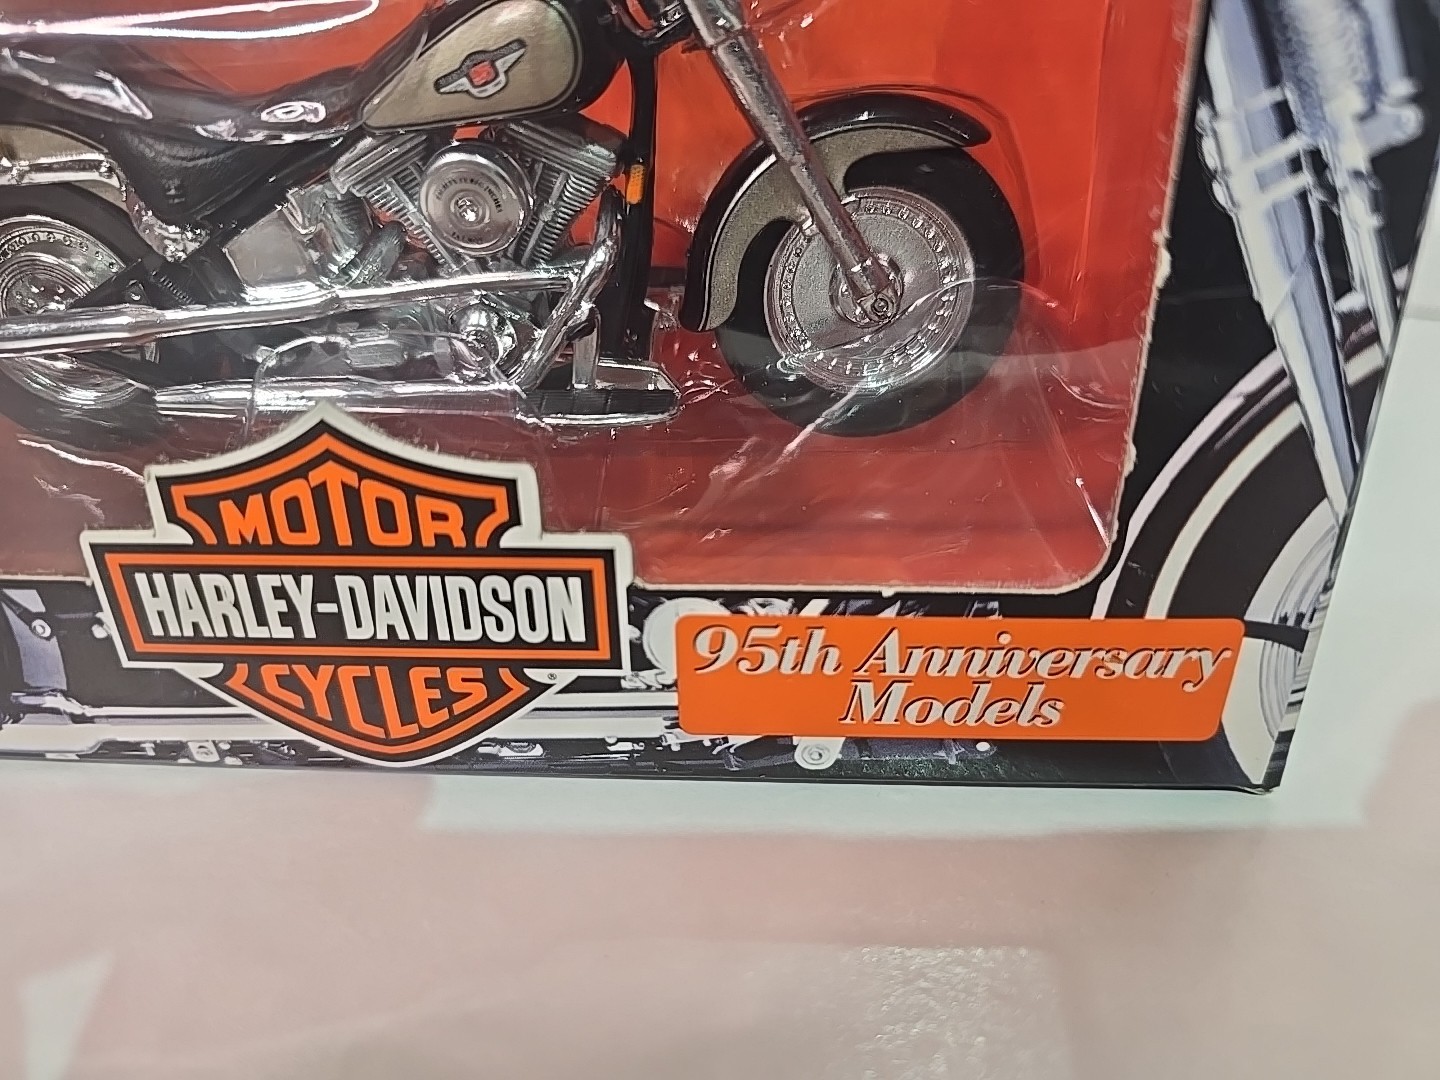 MOTOR
HARLEY-DAVIDSON
CYCLES
®
95th Anniversary
Models